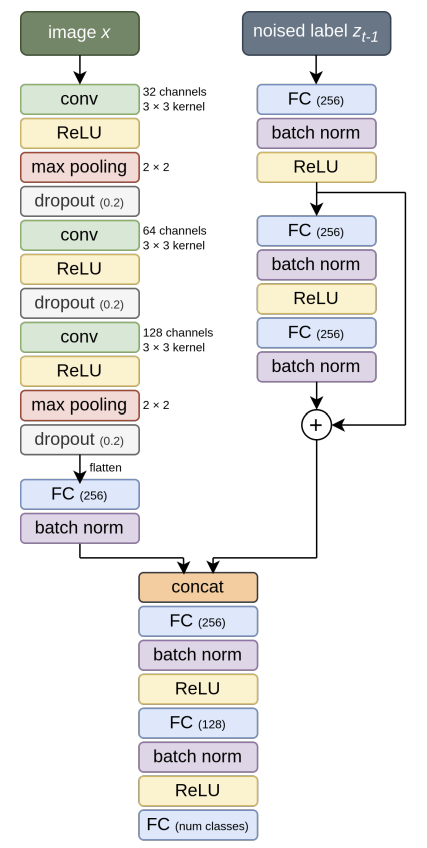 image x
conv
32 channels
3 × 3 kernel
ReLU
max pooling
2 × 2
dropout (0.2)
conv
64 channels
3 × 3 kernel
ReLU
dropout (0.2)
conv
128 channels
3 × 3 kernel
ReLU
max pooling
2 × 2
dropout (0.2)
flatten
FC (256)
batch norm
noised label z_{t-1}
FC (256)
batch norm
ReLU
FC (256)
batch norm
ReLU
FC (256)
batch norm
+
concat
FC (256)
batch norm
ReLU
FC (128)
batch norm
ReLU
FC (num classes)